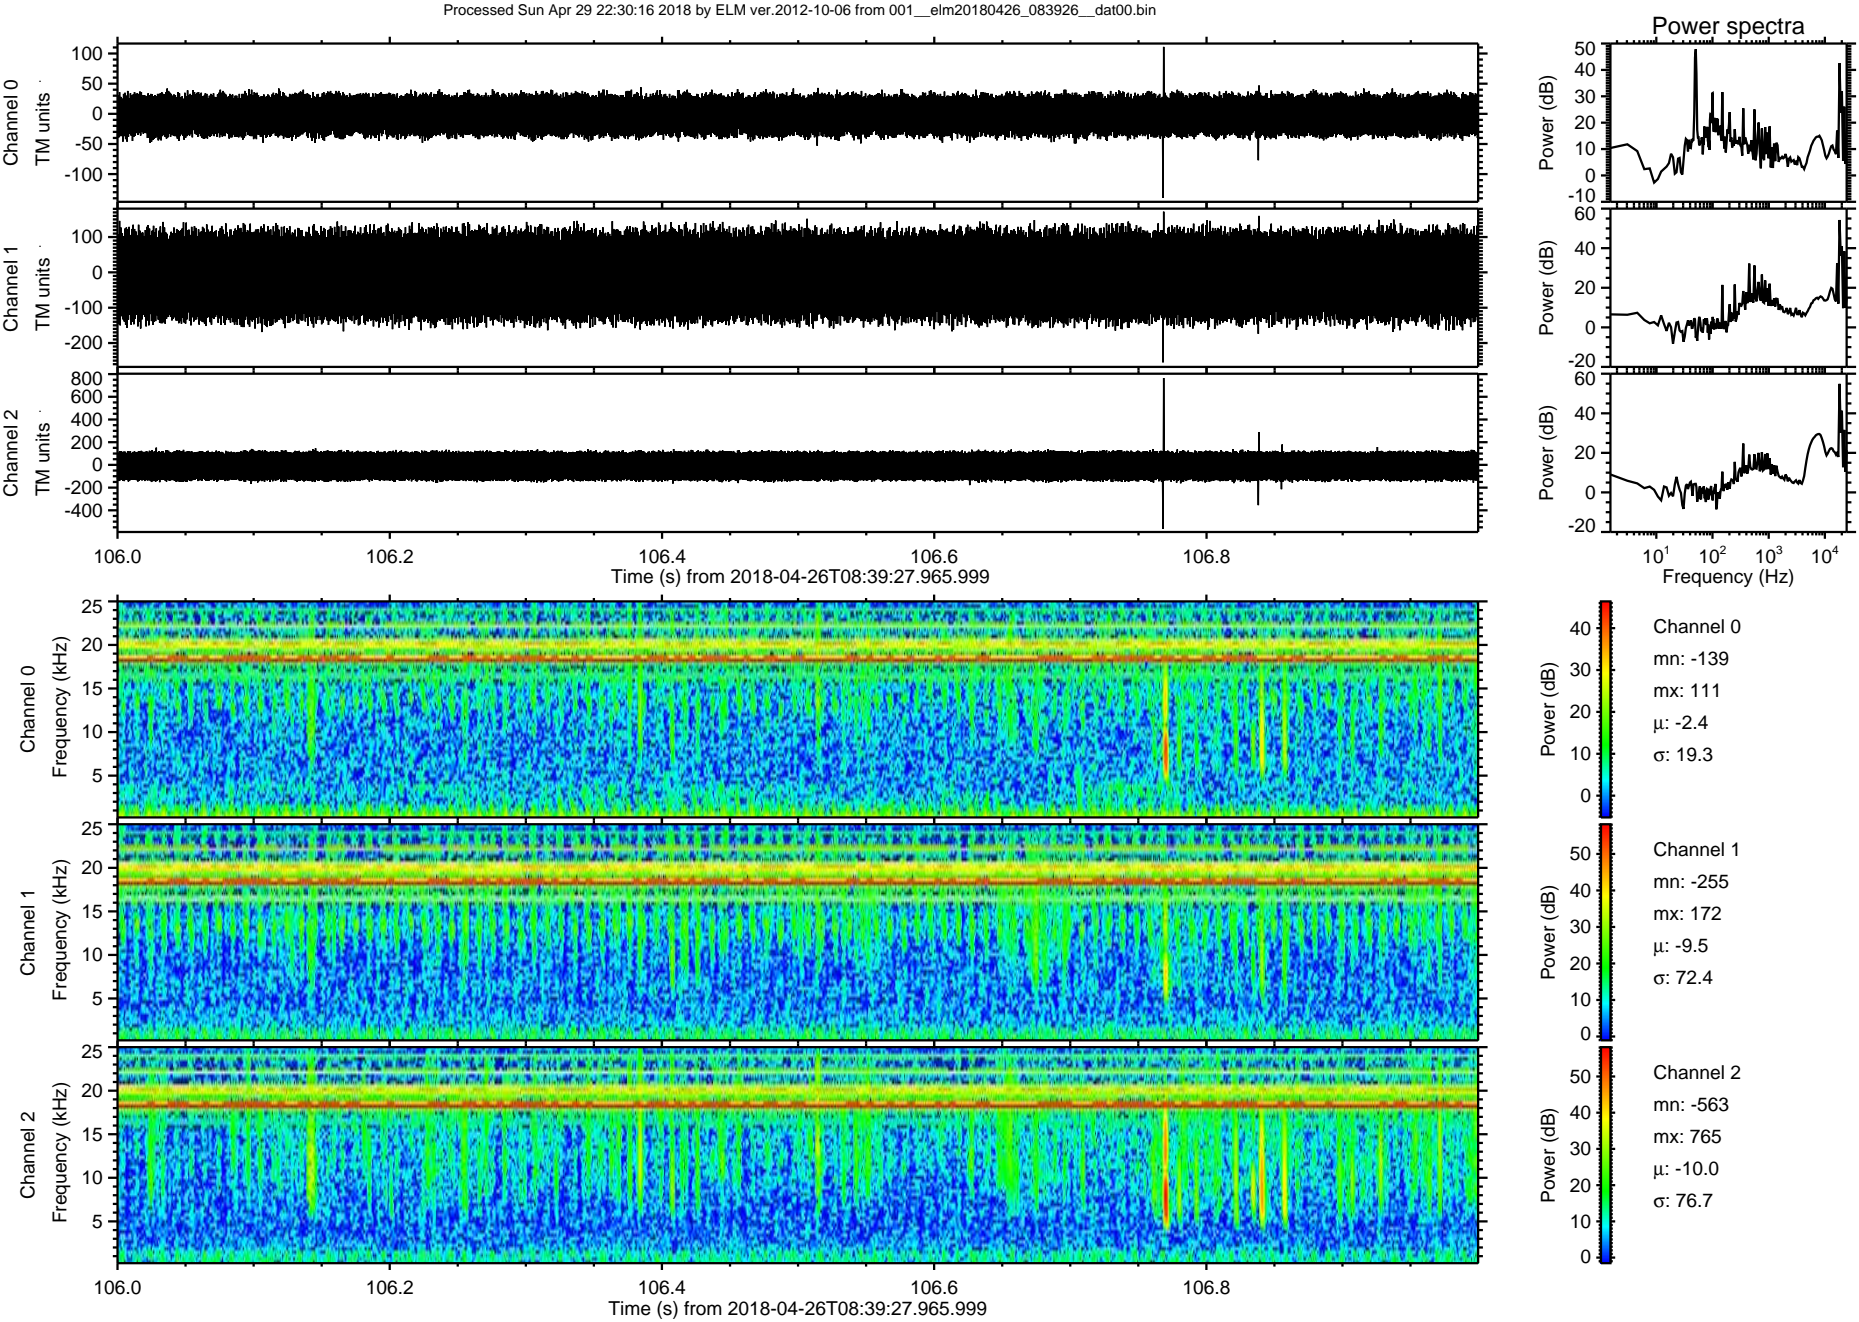 Processed Sun Apr 29 22:30:16 2018 by ELM ver.2012-10-06 from 001__elm20180426_083926__dat00.bin
Power spectra
Channel 0
TM units
100
50
0
-50
-100
Power (dB)
50
40
30
20
10
0
-10
Channel 1
TM units
100
0
-100
-200
Power (dB)
60
40
20
0
-20
Channel 2
TM units
800
600
400
200
0
-200
-400
Power (dB)
60
40
20
0
-20
106.0 106.2 106.4 106.6 106.8
Time (s) from 2018-04-26T08:39:27.965.999
10¹ 10² 10³ 10⁴
Frequency (Hz)
Channel 0
Frequency (kHz)
25
20
15
10
5
Power (dB)
40
30
20
10
0
Channel 0
mn: -139
mx: 111
μ: -2.4
σ: 19.3
Channel 1
Frequency (kHz)
25
20
15
10
5
Power (dB)
50
40
30
20
10
0
Channel 1
mn: -255
mx: 172
μ: -9.5
σ: 72.4
Channel 2
Frequency (kHz)
25
20
15
10
5
Power (dB)
50
40
30
20
10
0
Channel 2
mn: -563
mx: 765
μ: -10.0
σ: 76.7
106.0 106.2 106.4 106.6 106.8
Time (s) from 2018-04-26T08:39:27.965.999